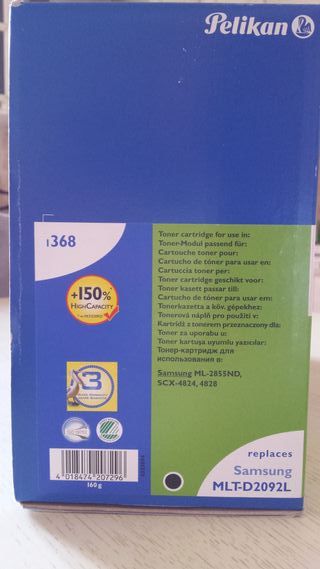 Pelikan
1368
Toner cartridge for use in:
Toner-Modul passend für:
Cartouche toner pour:
Cartucho de tóner para usar en:
Cartuccia toner per:
Toner cartridge geschikt voor:
Toner kasett passar till:
Cartucho de tóner para usar em:
Tonerkazetta a köv. gépekhez:
Tonerová náplň pro použití v:
Kartridż z tonerem przeznaczony dla:
Toner za uporabu u:
Toner kartuşa uyumlu yazıcılar:
Тонер-картридж для
использования в:
+150%
HIGHCAPACITY
Samsung ML-2855ND,
SCX-4824, 4828
3
4 018474 207296
160 g
replaces
Samsung
MLT-D2092L